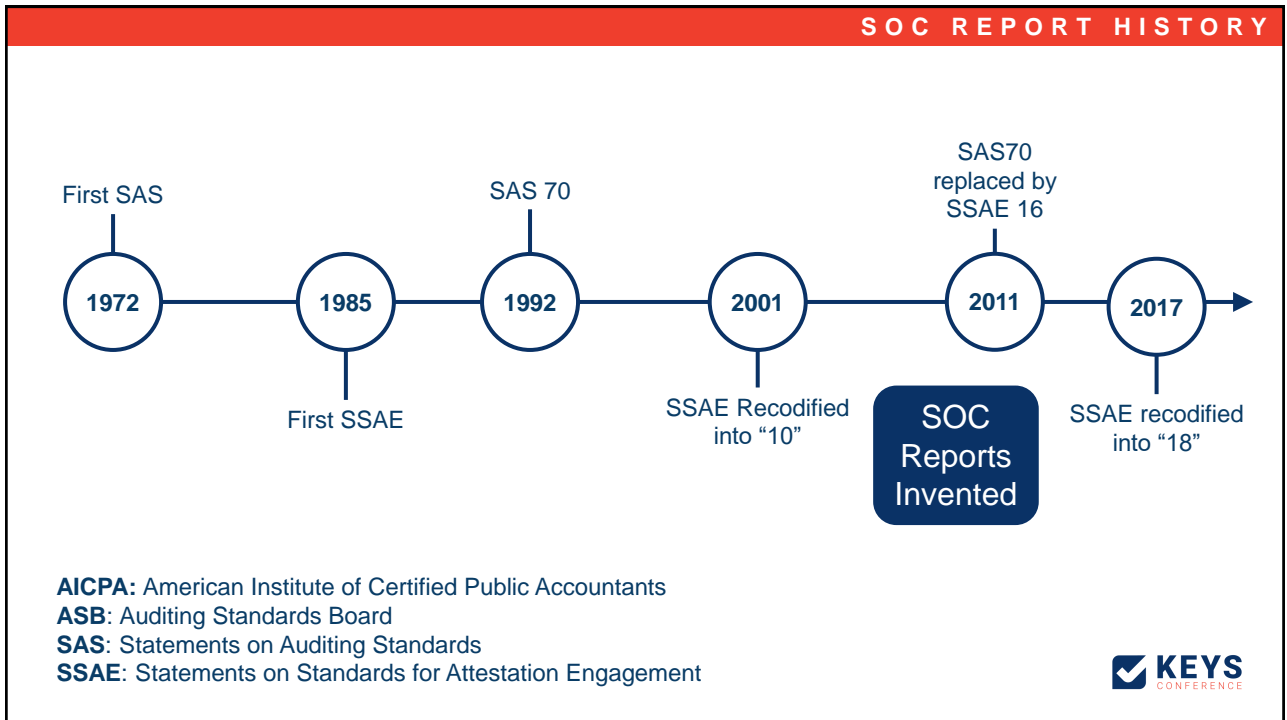 SOC REPORT HISTORY
First SAS
SAS 70
SAS70
replaced by
SSAE 16
1972
1985
1992
2001
2011
2017
First SSAE
SSAE Recodified
into “10”
SOC
Reports
Invented
SSAE recodified
into “18”
AICPA: American Institute of Certified Public Accountants
ASB: Auditing Standards Board
SAS: Statements on Auditing Standards
SSAE: Statements on Standards for Attestation Engagement
KEYS
CONFERENCE